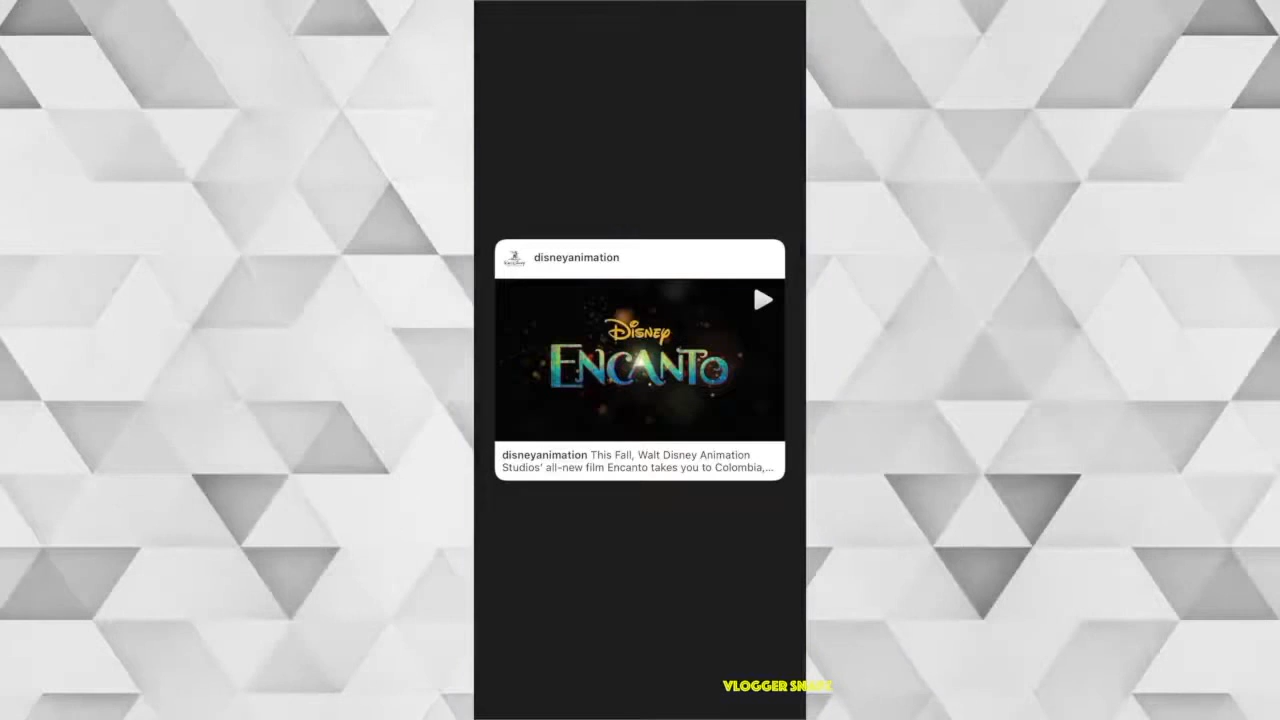 disneyanimation
Disney
ENCANTO
disneyanimation This Fall, Walt Disney Animation
Studios' all-new film Encanto takes you to Colombia,...
VLOGGER